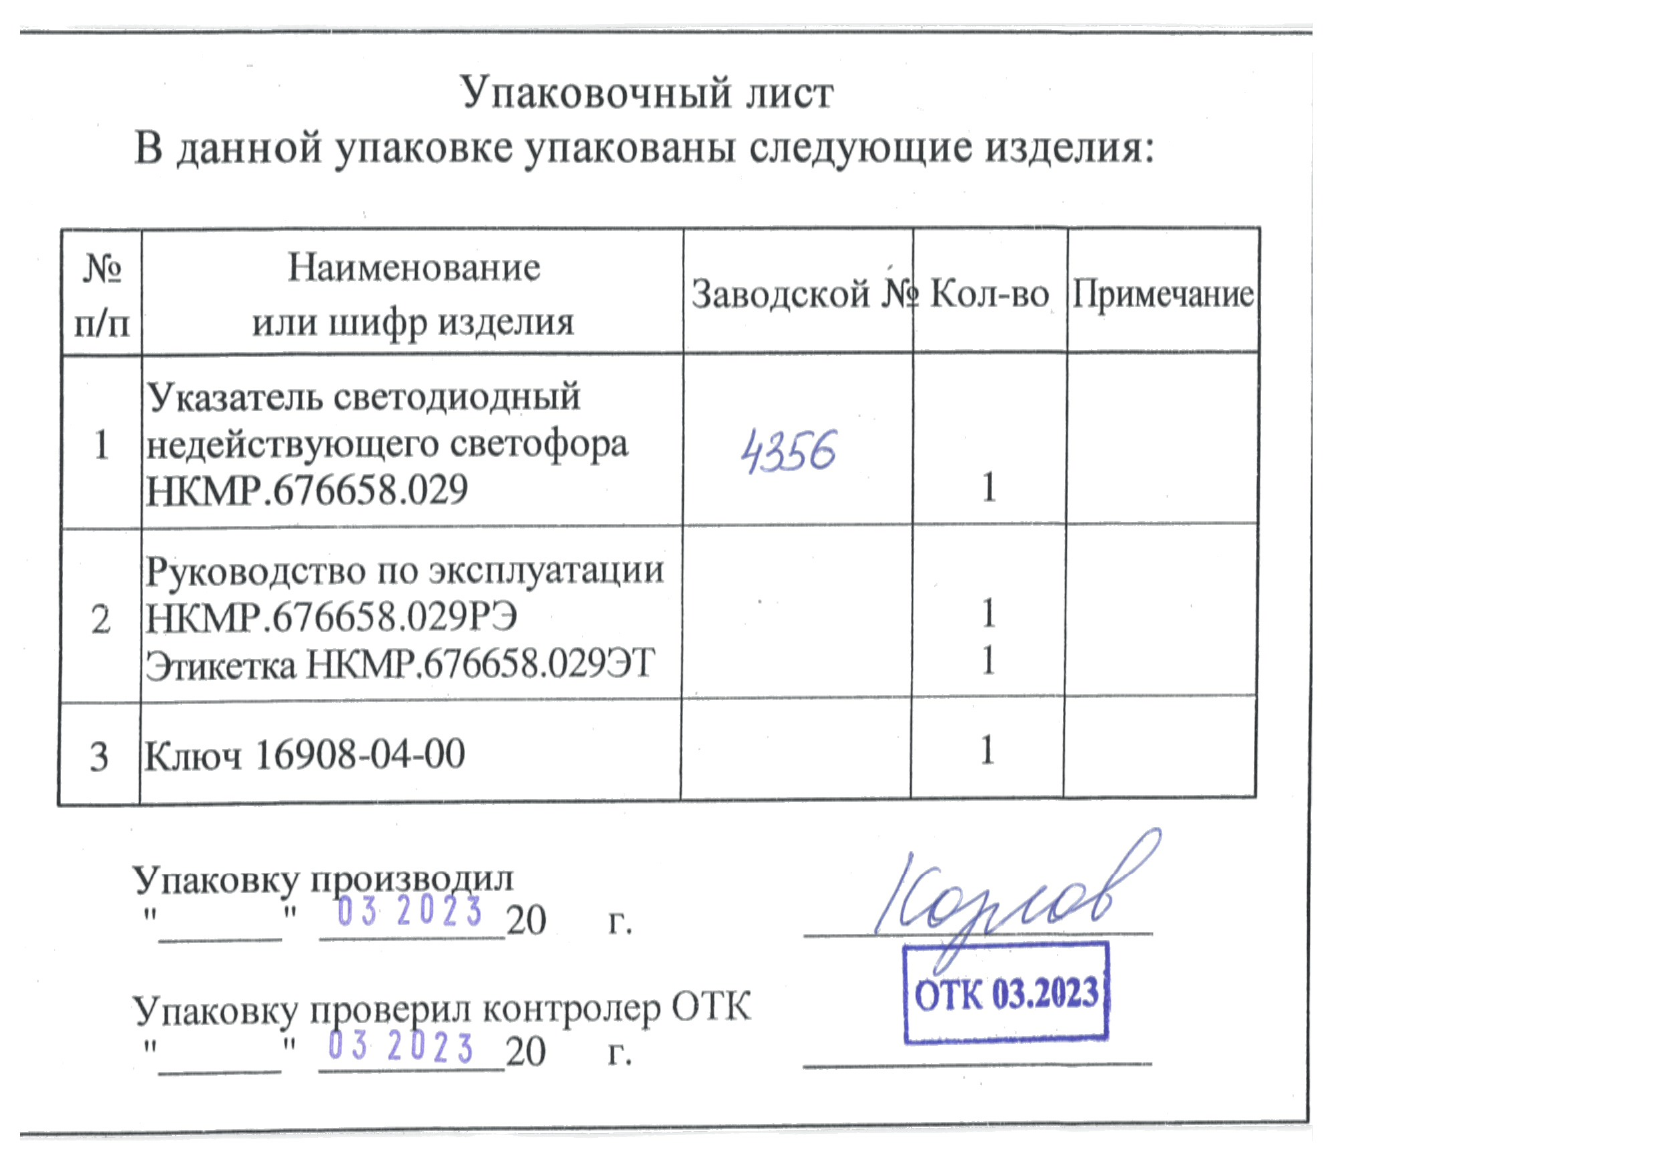 Упаковочный лист
В данной упаковке упакованы следующие изделия:
№ п/п
Наименование или шифр изделия
Заводской №
Кол-во
Примечание
1
Указатель светодиодный
недействующего светофора
НКМР.676658.029
4356
1
2
Руководство по эксплуатации
НКМР.676658.029РЭ
1
Этикетка НКМР.676658.029ЭТ
1
3
Ключ 16908-04-00
1
Упаковку производил
" " 03 2023 20 г.
ОТК 03.2023
Упаковку проверил контролер ОТК
" " 03 2023 20 г.